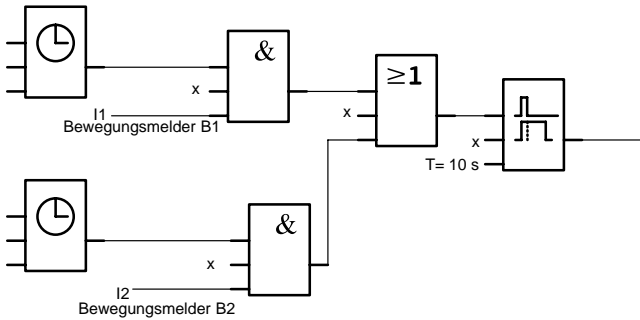 &
≥1
x
I1
Bewegungsmelder B1
x
x
T= 10 s
&
x
I2
Bewegungsmelder B2